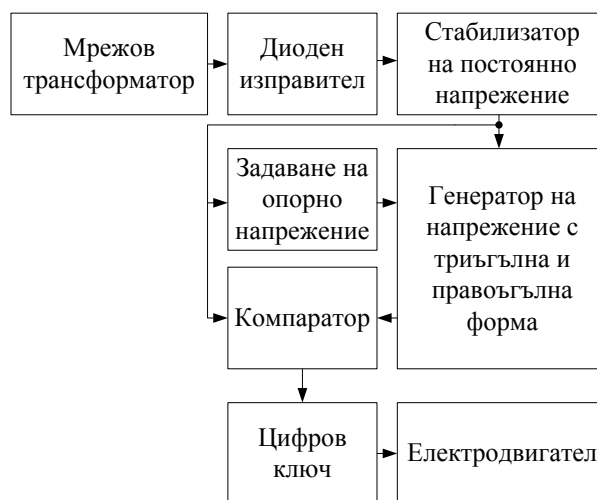 Мрежов
трансформатор
Диоден
изправител
Стабилизатор
на постоянно
напрежение
Задаване на
опорно
напрежение
Генератор на
напрежение с
триъгълна и
правоъгълна
форма
Компаратор
Цифров
ключ
Електродвигател